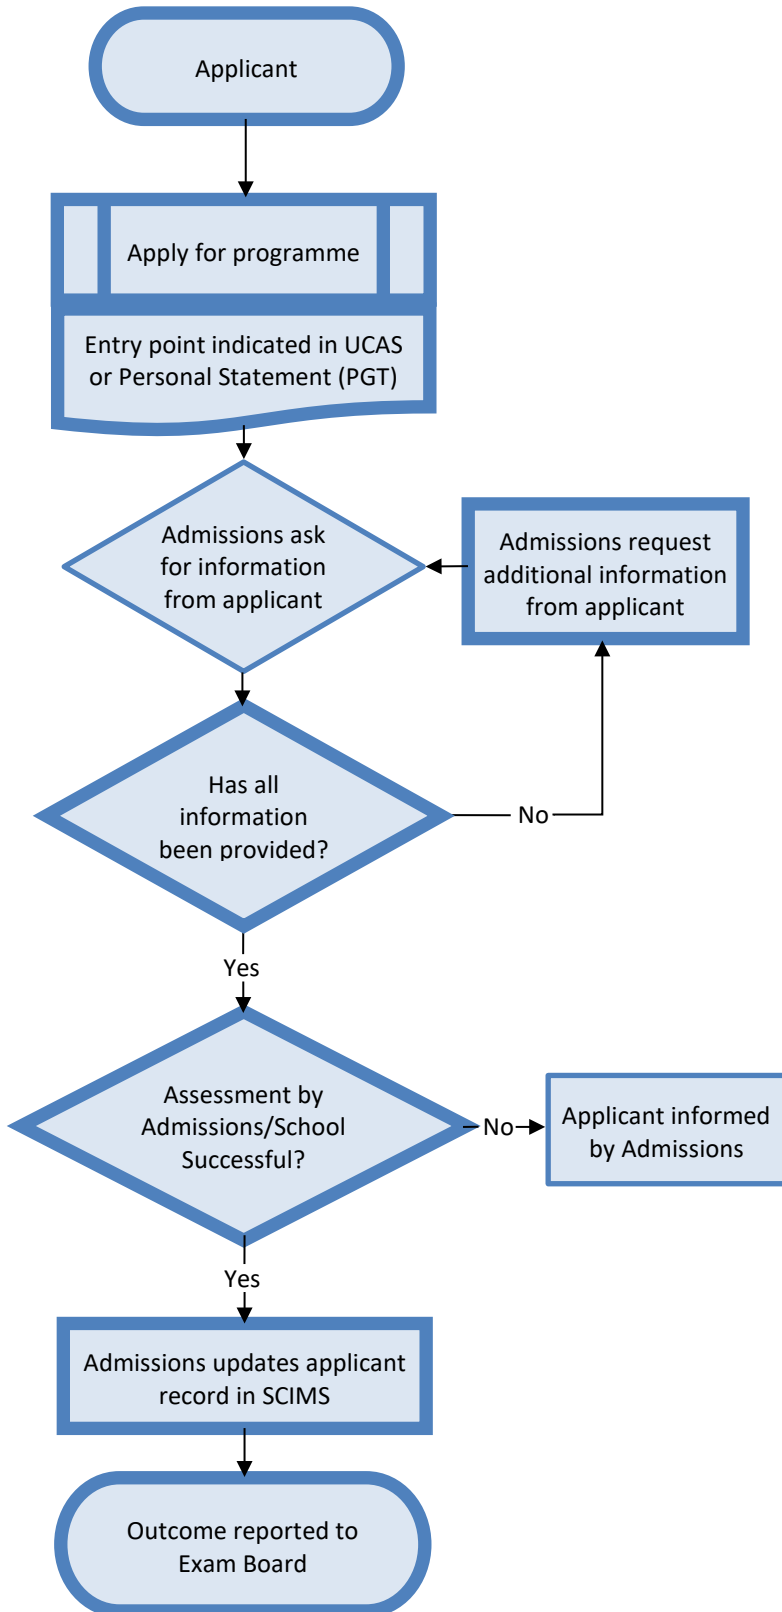 Applicant
Apply for programme
Entry point indicated in UCAS
or Personal Statement (PGT)
Admissions ask
for information
from applicant
Admissions request
additional information
from applicant
Has all
information
been provided?
No
Yes
Assessment by
Admissions/School
Successful?
No
Applicant informed
by Admissions
Yes
Admissions updates applicant
record in SCIMS
Outcome reported to
Exam Board